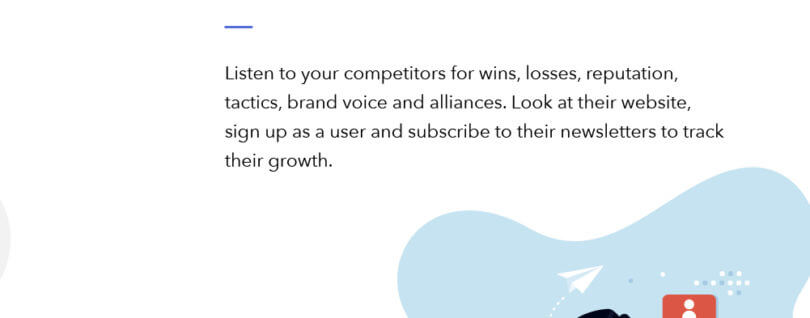 Listen to your competitors for wins, losses, reputation,
tactics, brand voice and alliances. Look at their website,
sign up as a user and subscribe to their newsletters to track
their growth.